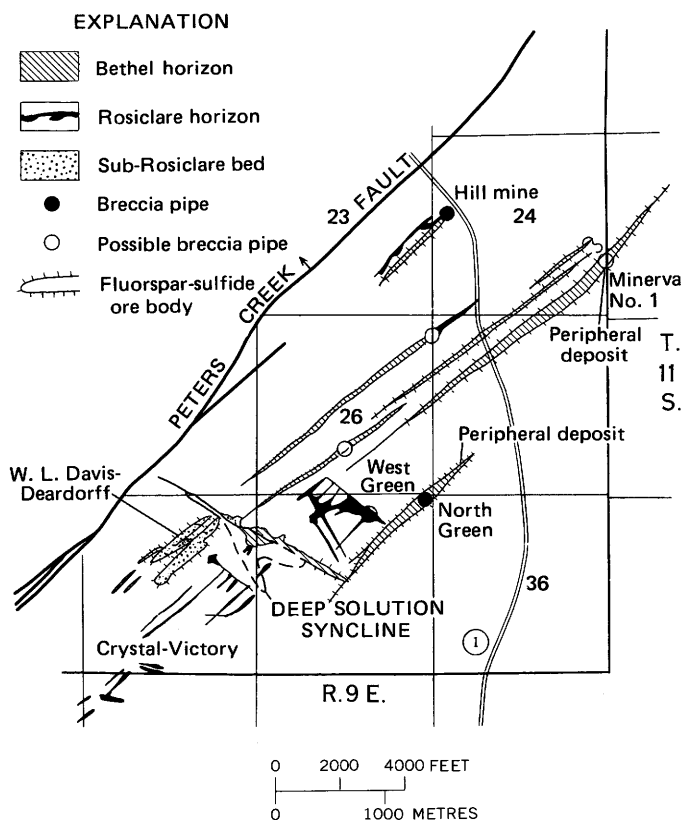 EXPLANATION
Bethel horizon
Rosiclare horizon
Sub-Rosiclare bed
Breccia pipe
Possible breccia pipe
Fluorspar-sulfide
ore body
PETERS CREEK FAULT
23
Hill mine
24
Minerva
No. 1
Peripheral
deposit
T.
11
S.
26
Peripheral deposit
W. L. Davis-
Deardorff
West
Green
North
Green
36
DEEP SOLUTION
SYNCLINE
Crystal-Victory
1
R.9 E.
0 2000 4000 FEET
0 1000 METRES